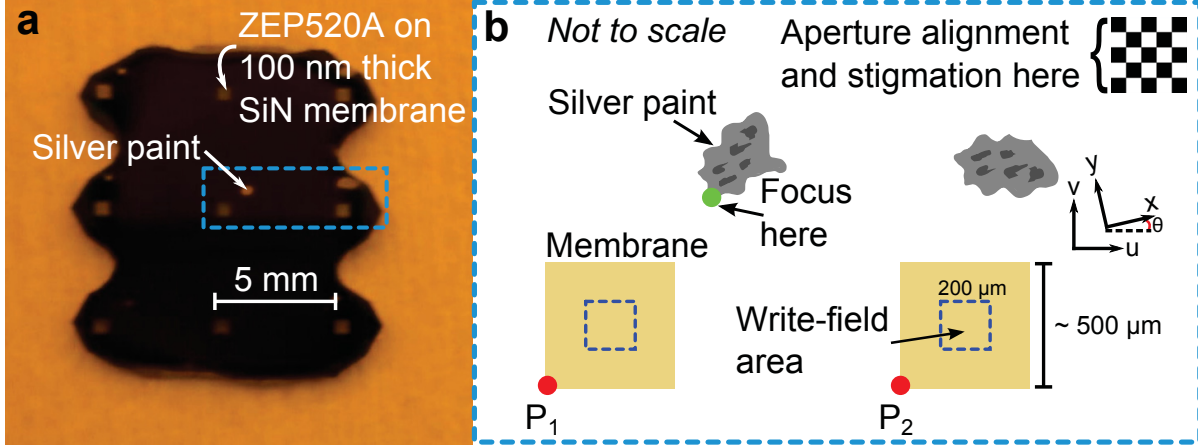 a
ZEP520A on
100 nm thick
SiN membrane
Silver paint
5 mm
b
Not to scale
Aperture alignment
and stigmation here
Silver paint
Focus
here
y
x
v
θ
u
Membrane
200 µm
Write-field
area
~ 500 µm
P₁
P₂